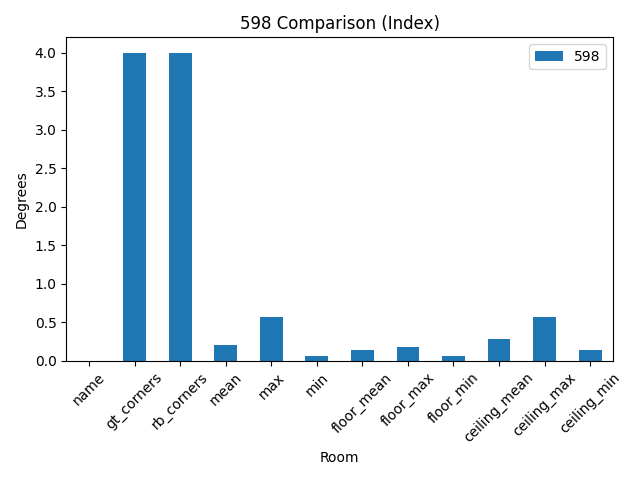 598 Comparison (Index)
598
Degrees
4.0
3.5
3.0
2.5
2.0
1.5
1.0
0.5
0.0
name
gt_corners
rb_corners
mean
max
min
floor_mean
floor_max
floor_min
ceiling_mean
ceiling_max
ceiling_min
Room